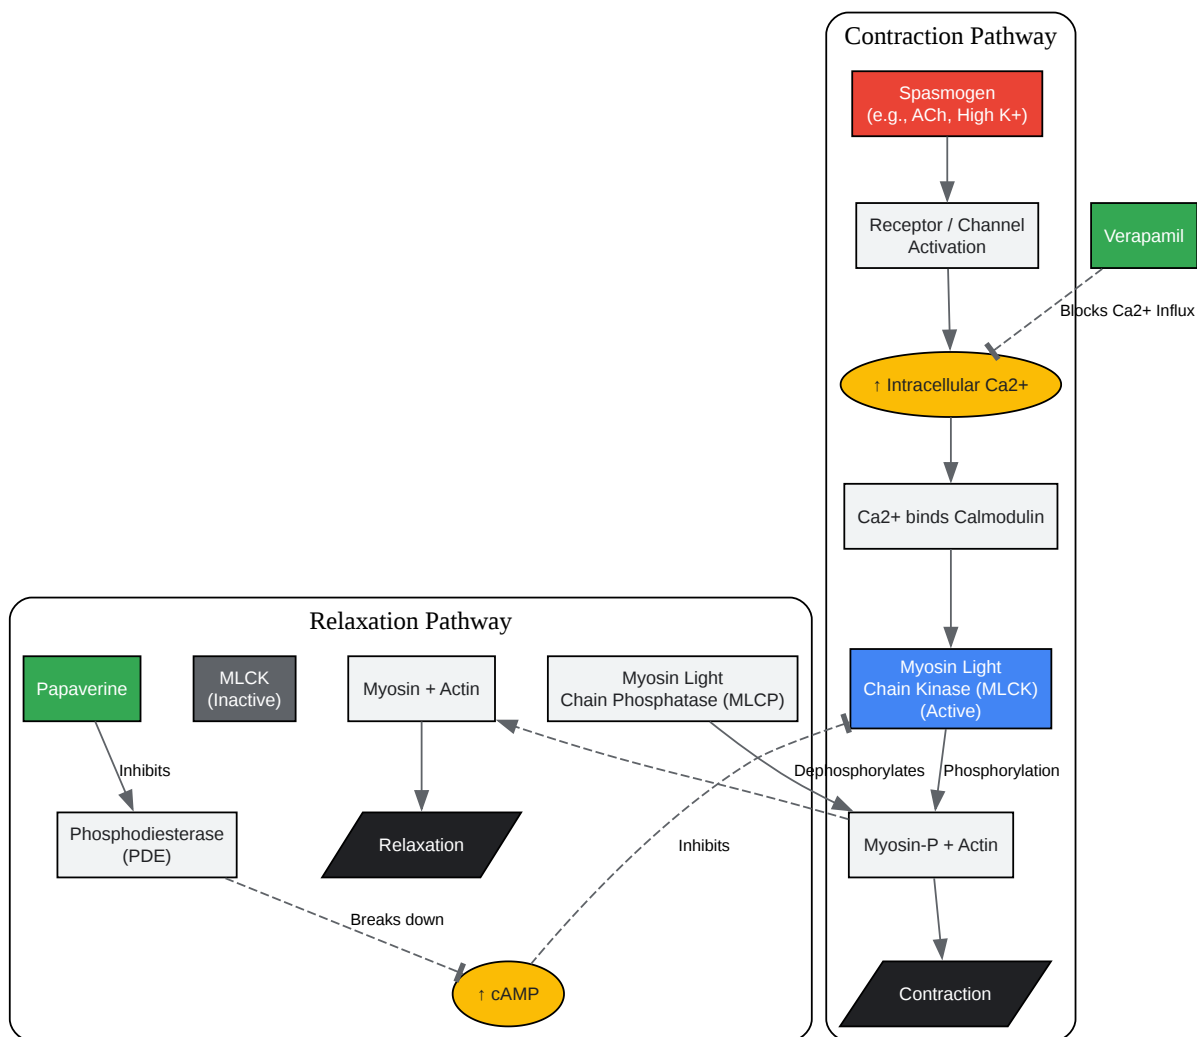 Contraction Pathway
Spasmogen
(e.g., ACh, High K+)
Receptor / Channel
Activation
Verapamil
Blocks Ca2+ Influx
↑ Intracellular Ca2+
Ca2+ binds Calmodulin
Relaxation Pathway
Papaverine
MLCK
(Inactive)
Myosin + Actin
Myosin Light
Chain Phosphatase (MLCP)
Myosin Light
Chain Kinase (MLCK)
(Active)
Inhibits
Dephosphorylates
Phosphorylation
Phosphodiesterase
(PDE)
Relaxation
Inhibits
Myosin-P + Actin
Breaks down
↑ cAMP
Contraction